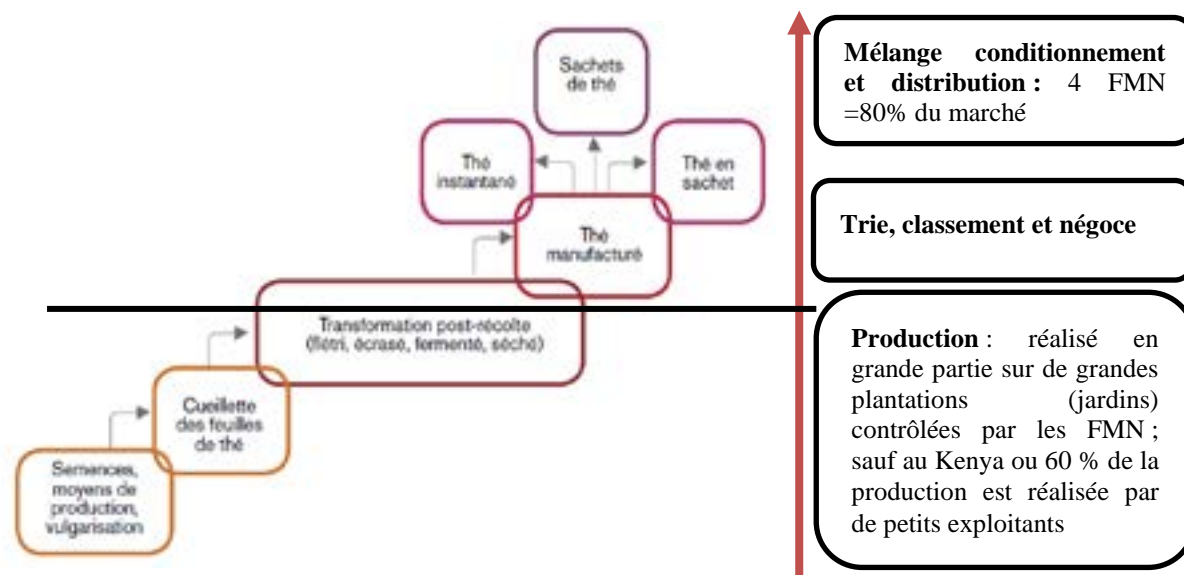 Sachets
de thé
Thé
instantané
Thé en
sachet
Thé
manufacturé
Transformation post-récolte
(flétri, écrasé, fermenté, séché)
Cueillette
des feuilles
de thé
Semences,
moyens de
production,
vulgarisation
Mélange conditionnement
et distribution : 4 FMN
=80% du marché
Trie, classement et négoce
Production : réalisé en
grande partie sur de grandes
plantations (jardins)
contrôlées par les FMN ;
sauf au Kenya ou 60 % de la
production est réalisée par
de petits exploitants